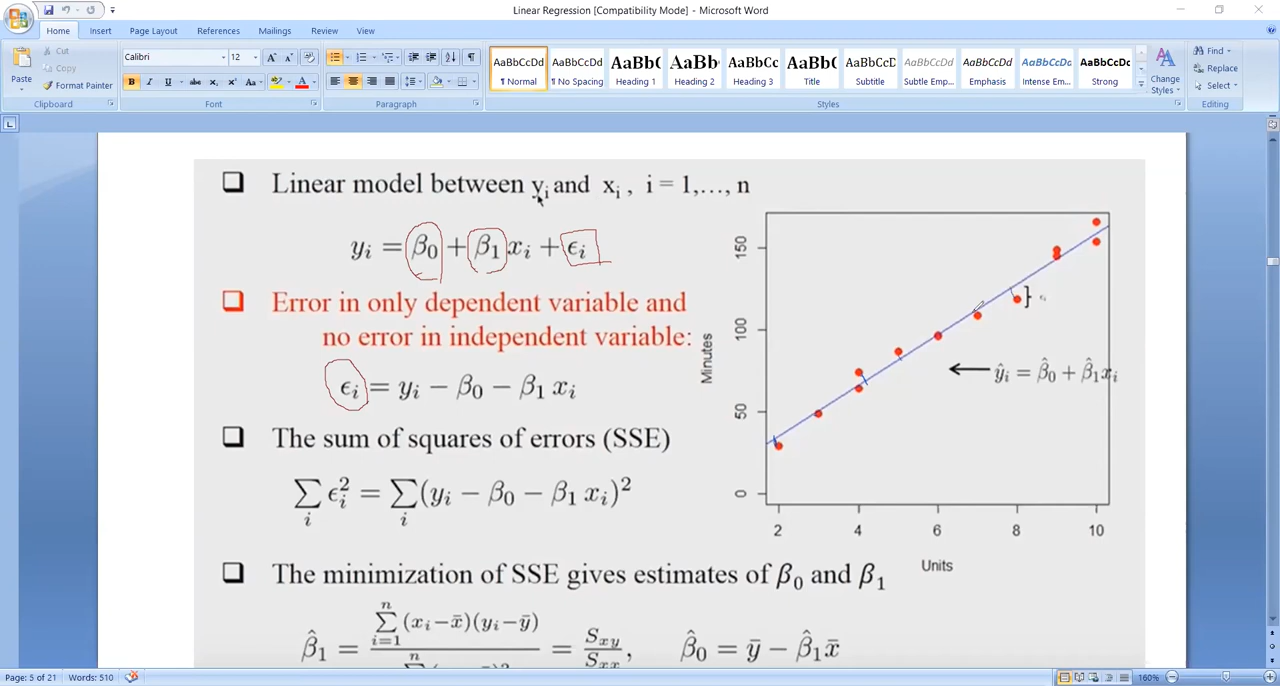 Linear Regression [Compatibility Mode] - Microsoft Word
Home Insert Page Layout References Mailings Review View
Paste
Cut
Copy
Format Painter
Clipboard
Calibri 12
Font
Paragraph
AaBbCcDd AaBbCcDd AaBbC AaBb AaBbCc AaBbC AaBbCcD AaBbCcDd AaBbCcDd AaBbCcDd AaBbCcDc
¶ Normal ¶ No Spacing Heading 1 Heading 2 Heading 3 Title Subtitle Subtle Emp... Emphasis Intense Em... Strong
Change Styles
Styles
Find
Replace
Select
Editing
Linear model between yᵢ and xᵢ , i = 1,…, n
yᵢ = β₀ + β₁ xᵢ + ϵᵢ
Error in only dependent variable and
no error in independent variable:
ϵᵢ = yᵢ − β₀ − β₁ xᵢ
The sum of squares of errors (SSE)
∑ᵢ ϵᵢ² = ∑ᵢ (yᵢ − β₀ − β₁ xᵢ)²
The minimization of SSE gives estimates of β₀ and β₁
Minutes
150
100
50
0
2 4 6 8 10
Units
ŷᵢ = β̂₀ + β̂₁xᵢ
β̂₁ = ∑ⁿᵢ₌₁ (xᵢ−x̄)(yᵢ−ȳ) = Sxy / Sxx, β̂₀ = ȳ − β̂₁x̄
Page: 5 of 21 Words: 510 160%